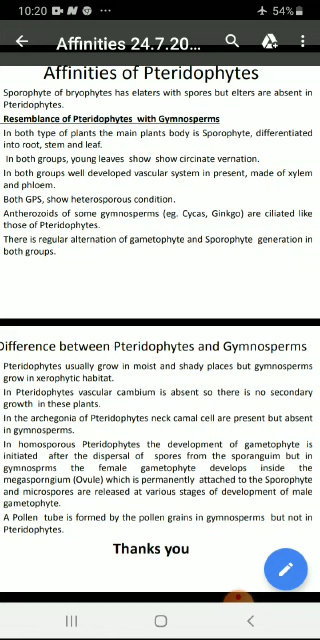 10:20
54%
Affinities 24.7.20...
Affinities of Pteridophytes
Sporophyte of bryophytes has elaters with spores but elters are absent in
Pteridophytes.
Resemblance of Pteridophytes with Gymnosperms
In both type of plants the main plants body is Sporophyte, differentiated
into root, stem and leaf.
In both groups, young leaves show show circinate vernation.
In both groups well developed vascular system in present, made of xylem
and phloem.
Both GPS, show heterosporous condition.
Antherozoids of some gymnosperms (eg. Cycas, Ginkgo) are ciliated like
those of Pteridophytes.
There is regular alternation of gametophyte and Sporophyte generation in
both groups.
Difference between Pteridophytes and Gymnosperms
Pteridophytes usually grow in moist and shady places but gymnosperms
grow in xerophytic habitat.
In Pteridophytes vascular cambium is absent so there is no secondary
growth in these plants.
In the archegonia of Pteridophytes neck camal cell are present but absent
in gymnosperms.
In homosporous Pteridophytes the development of gametophyte is
initiated after the dispersal of spores from the sporanguim but in
gymnosprms the female gametophyte develops inside the
megasporngium (Ovule) which is permanently attached to the Sporophyte
and microspores are released at various stages of development of male
gametophyte.
A Pollen tube is formed by the pollen grains in gymnosperms but not in
Pteridophytes.
Thanks you